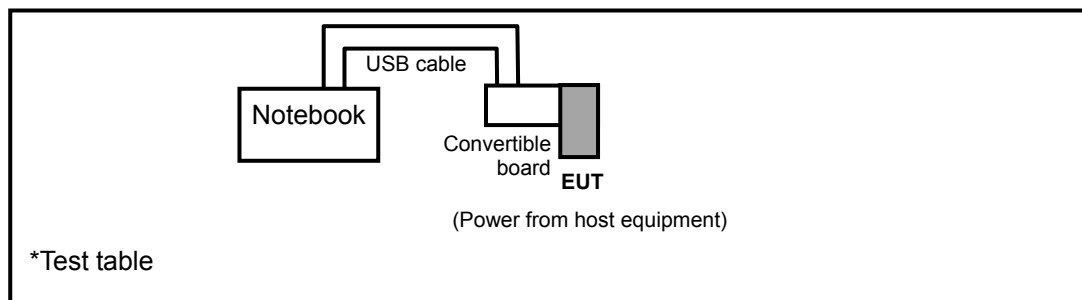 USB cable
Notebook
Convertible
board
EUT
(Power from host equipment)
*Test table